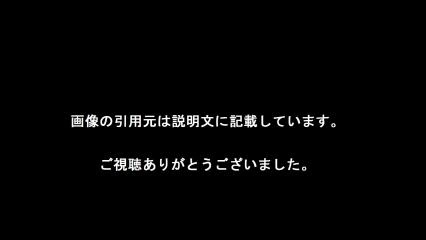 画像の引用元は説明文に記載しています。
ご視聴ありがとうございました。